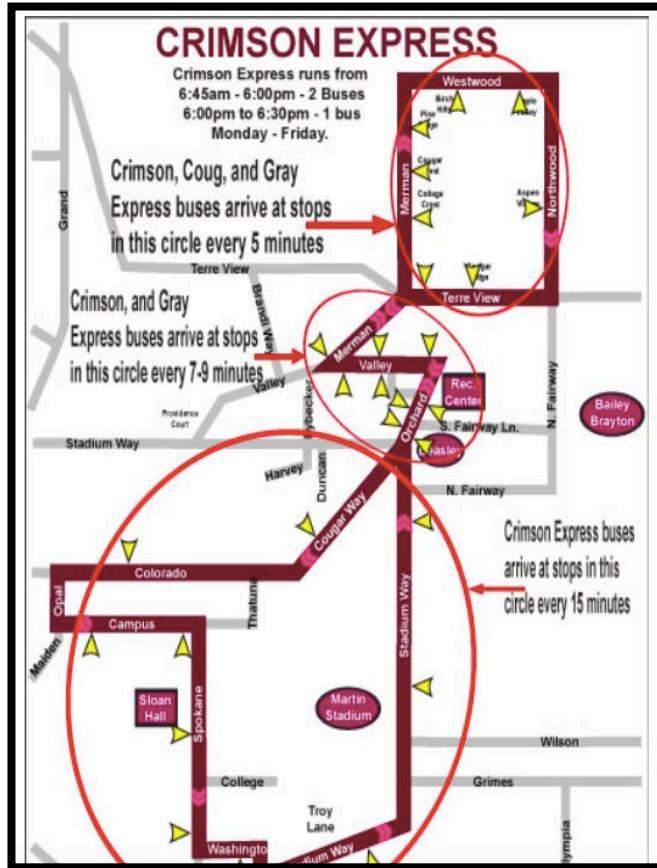 CRIMSON EXPRESS
Crimson Express runs from
6:45am - 6:00pm - 2 Buses
6:00pm to 6:30pm - 1 bus
Monday - Friday.
Crimson, Coug, and Gray
Express buses arrive at stops
in this circle every 5 minutes
Westwood
Pine
College
Crest
Aspen
Merman
Northwood
Grand
Terre View
Terre View
Brandi Way
Crimson, and Gray
Express buses arrive at stops
in this circle every 7-9 minutes
Merman
Valley
Valley
Rec.
Center
Orchard
Providence
Court
S. Fairway Ln.
N. Fairway
Bailey
Brayton
Stadium Way
Harvey
Duncan
N. Fairway
Cougar Way
Crimson Express buses
arrive at stops in this
circle every 15 minutes
Colorado
Opal
Thatuna
Campus
Maiden
Stadium Way
Sloan
Hall
Martin
Stadium
Spokane
Wilson
College
Grimes
Troy
Lane
Washington